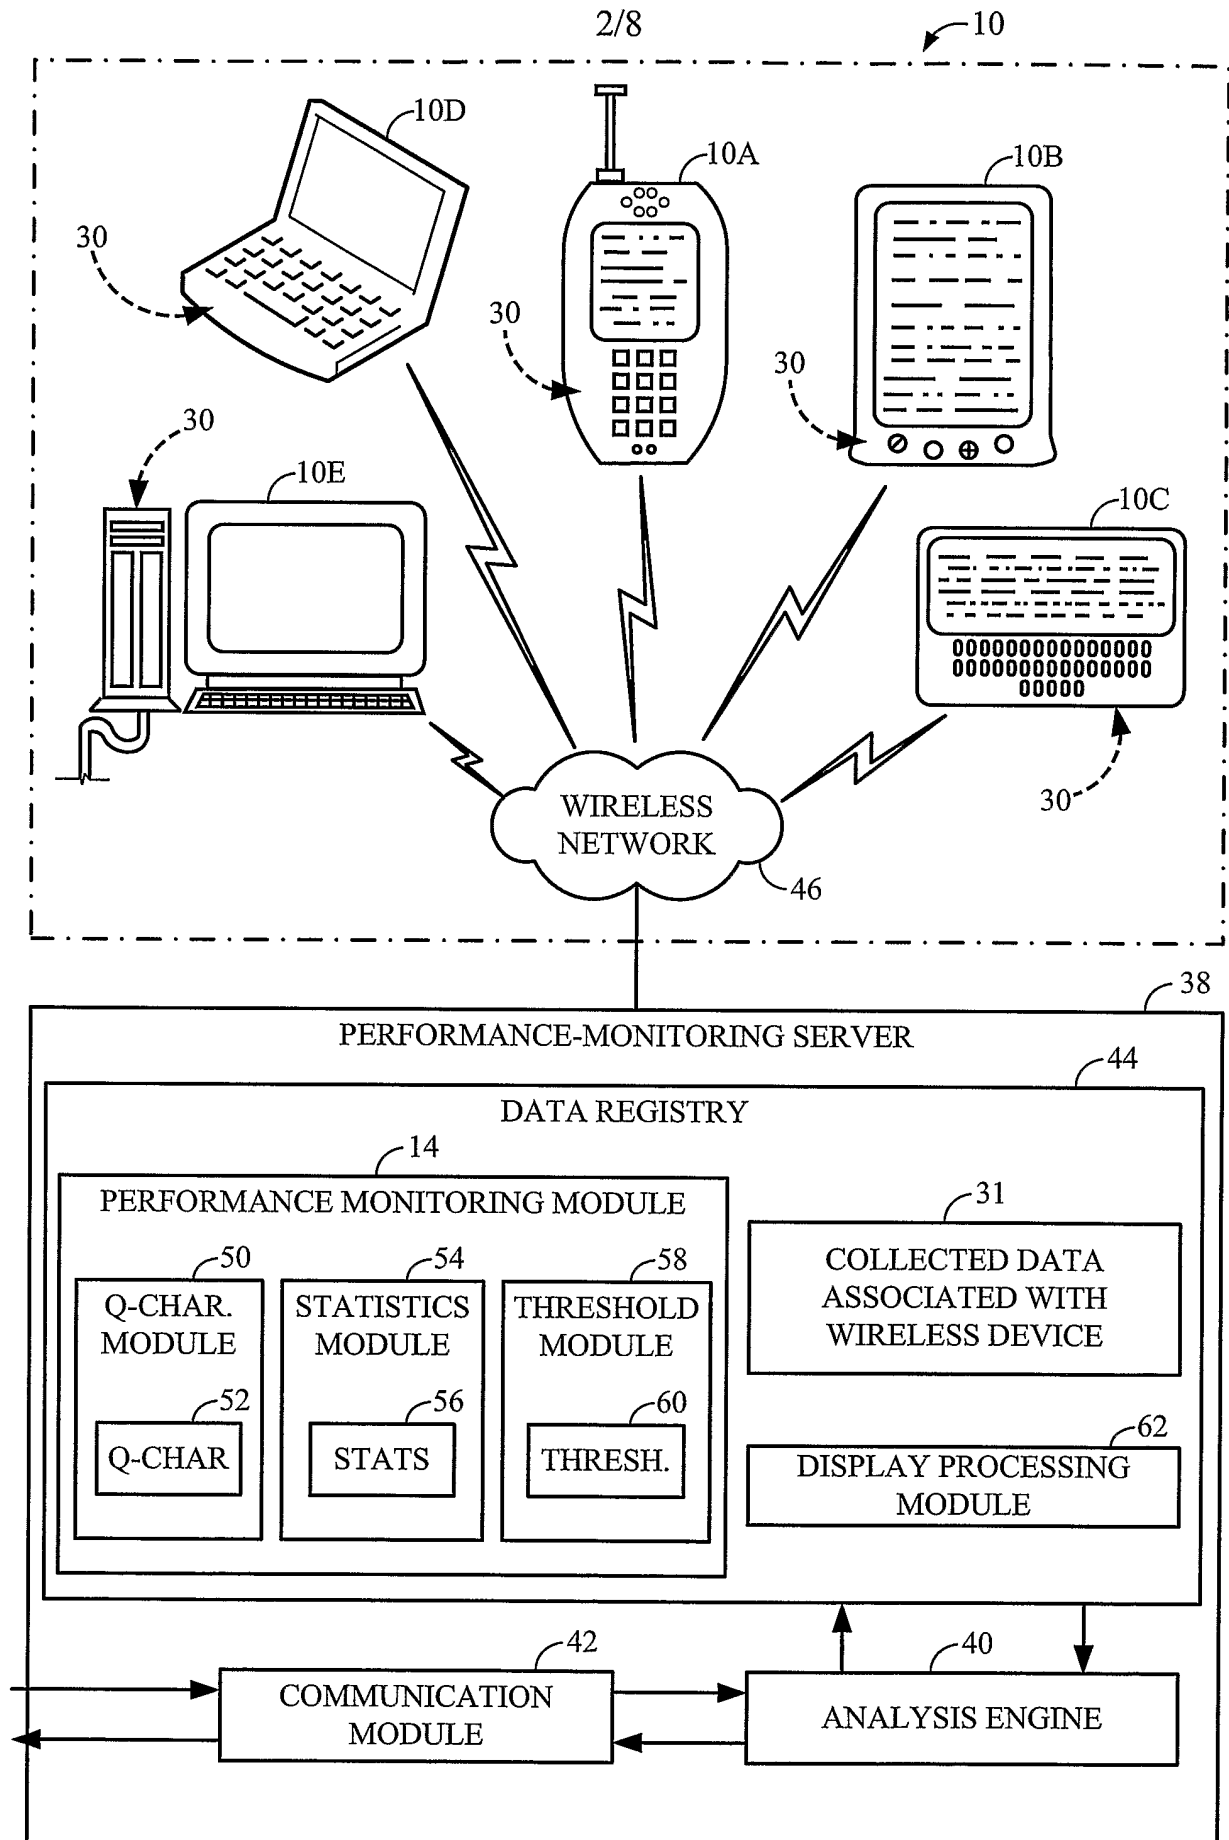 2/8
10
10D
10A
10B
30
30
30
30
10E
10C
WIRELESS
NETWORK
30
46
38
PERFORMANCE-MONITORING SERVER
44
DATA REGISTRY
14
PERFORMANCE MONITORING MODULE
31
COLLECTED DATA
ASSOCIATED WITH
WIRELESS DEVICE
50
54
58
Q-CHAR.
MODULE
STATISTICS
MODULE
THRESHOLD
MODULE
52
56
60
Q-CHAR
STATS
THRESH.
62
DISPLAY PROCESSING
MODULE
42
40
COMMUNICATION
MODULE
ANALYSIS ENGINE